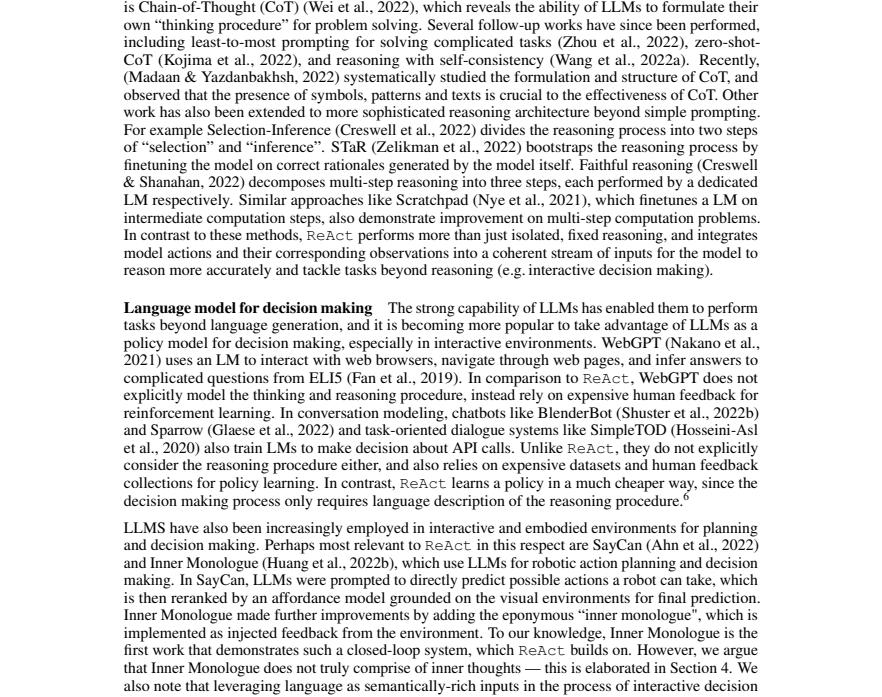 is Chain-of-Thought (CoT) (Wei et al., 2022), which reveals the ability of LLMs to formulate their
own “thinking procedure” for problem solving. Several follow-up works have since been performed,
including least-to-most prompting for solving complicated tasks (Zhou et al., 2022), zero-shot-
CoT (Kojima et al., 2022), and reasoning with self-consistency (Wang et al., 2022a). Recently,
(Madaan & Yazdanbakhsh, 2022) systematically studied the formulation and structure of CoT, and
observed that the presence of symbols, patterns and texts is crucial to the effectiveness of CoT. Other
work has also been extended to more sophisticated reasoning architecture beyond simple prompting.
For example Selection-Inference (Creswell et al., 2022) divides the reasoning process into two steps
of “selection” and “inference”. STaR (Zelikman et al., 2022) bootstraps the reasoning process by
finetuning the model on correct rationales generated by the model itself. Faithful reasoning (Creswell
& Shanahan, 2022) decomposes multi-step reasoning into three steps, each performed by a dedicated
LM respectively. Similar approaches like Scratchpad (Nye et al., 2021), which finetunes a LM on
intermediate computation steps, also demonstrate improvement on multi-step computation problems.
In contrast to these methods, ReAct performs more than just isolated, fixed reasoning, and integrates
model actions and their corresponding observations into a coherent stream of inputs for the model to
reason more accurately and tackle tasks beyond reasoning (e.g. interactive decision making).
Language model for decision making The strong capability of LLMs has enabled them to perform
tasks beyond language generation, and it is becoming more popular to take advantage of LLMs as a
policy model for decision making, especially in interactive environments. WebGPT (Nakano et al.,
2021) uses an LM to interact with web browsers, navigate through web pages, and infer answers to
complicated questions from ELI5 (Fan et al., 2019). In comparison to ReAct, WebGPT does not
explicitly model the thinking and reasoning procedure, instead rely on expensive human feedback for
reinforcement learning. In conversation modeling, chatbots like BlenderBot (Shuster et al., 2022b)
and Sparrow (Glaese et al., 2022) and task-oriented dialogue systems like SimpleTOD (Hosseini-Asl
et al., 2020) also train LMs to make decision about API calls. Unlike ReAct, they do not explicitly
consider the reasoning procedure either, and also relies on expensive datasets and human feedback
collections for policy learning. In contrast, ReAct learns a policy in a much cheaper way, since the
decision making process only requires language description of the reasoning procedure.6
LLMS have also been increasingly employed in interactive and embodied environments for planning
and decision making. Perhaps most relevant to ReAct in this respect are SayCan (Ahn et al., 2022)
and Inner Monologue (Huang et al., 2022b), which use LLMs for robotic action planning and decision
making. In SayCan, LLMs were prompted to directly predict possible actions a robot can take, which
is then reranked by an affordance model grounded on the visual environments for final prediction.
Inner Monologue made further improvements by adding the eponymous “inner monologue", which is
implemented as injected feedback from the environment. To our knowledge, Inner Monologue is the
first work that demonstrates such a closed-loop system, which ReAct builds on. However, we argue
that Inner Monologue does not truly comprise of inner thoughts — this is elaborated in Section 4. We
also note that leveraging language as semantically-rich inputs in the process of interactive decision